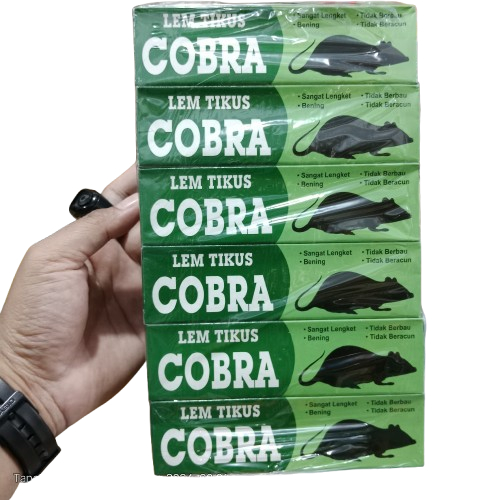 LEM TIKUS
COBRA
• Sangat Lengket • Tidak Berbau
• Bening • Tidak Beracun
LEM TIKUS
COBRA
• Sangat Lengket • Tidak Berbau
• Bening • Tidak Beracun
LEM TIKUS
COBRA
• Sangat Lengket • Tidak Berbau
• Bening • Tidak Beracun
LEM TIKUS
COBRA
• Sangat Lengket • Tidak Berbau
• Bening • Tidak Beracun
LEM TIKUS
COBRA
• Sangat Lengket • Tidak Berbau
• Bening • Tidak Beracun
LEM TIKUS
COBRA
• Sangat Lengket • Tidak Berbau
• Bening • Tidak Beracun